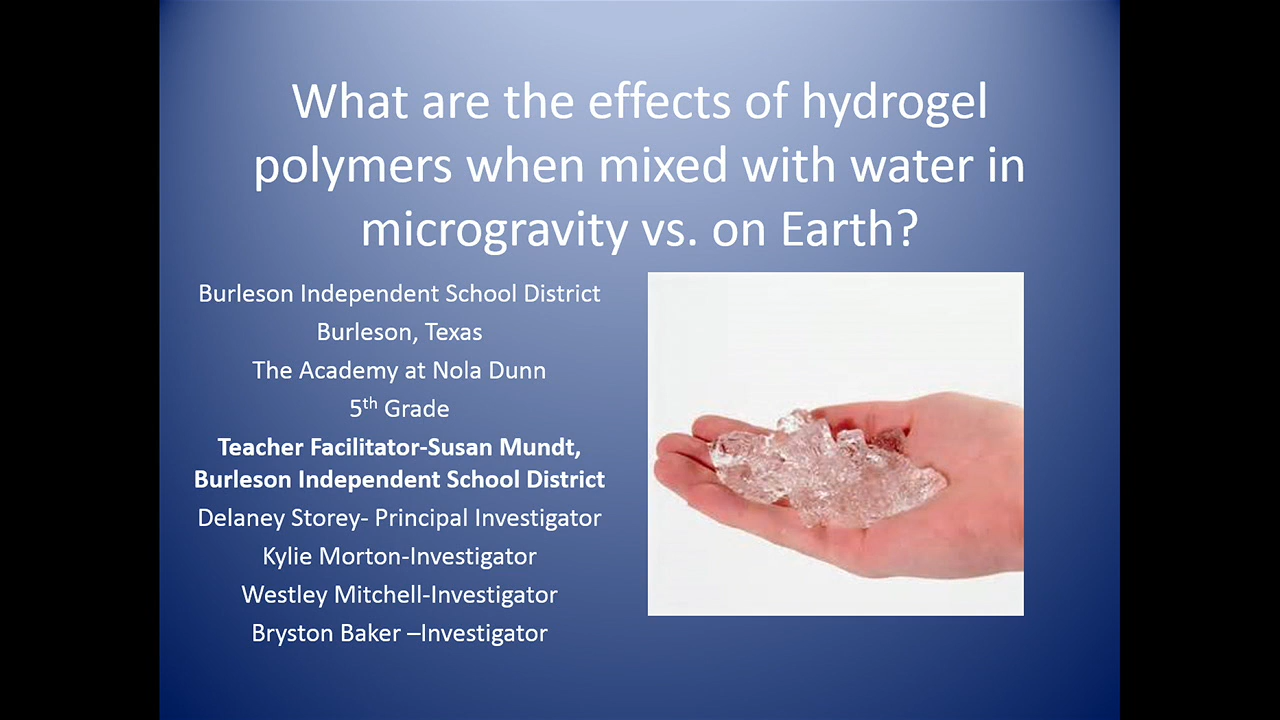 What are the effects of hydrogel
polymers when mixed with water in
microgravity vs. on Earth?
Burleson Independent School District
Burleson, Texas
The Academy at Nola Dunn
5th Grade
Teacher Facilitator-Susan Mundt,
Burleson Independent School District
Delaney Storey- Principal Investigator
Kylie Morton-Investigator
Westley Mitchell-Investigator
Bryston Baker –Investigator